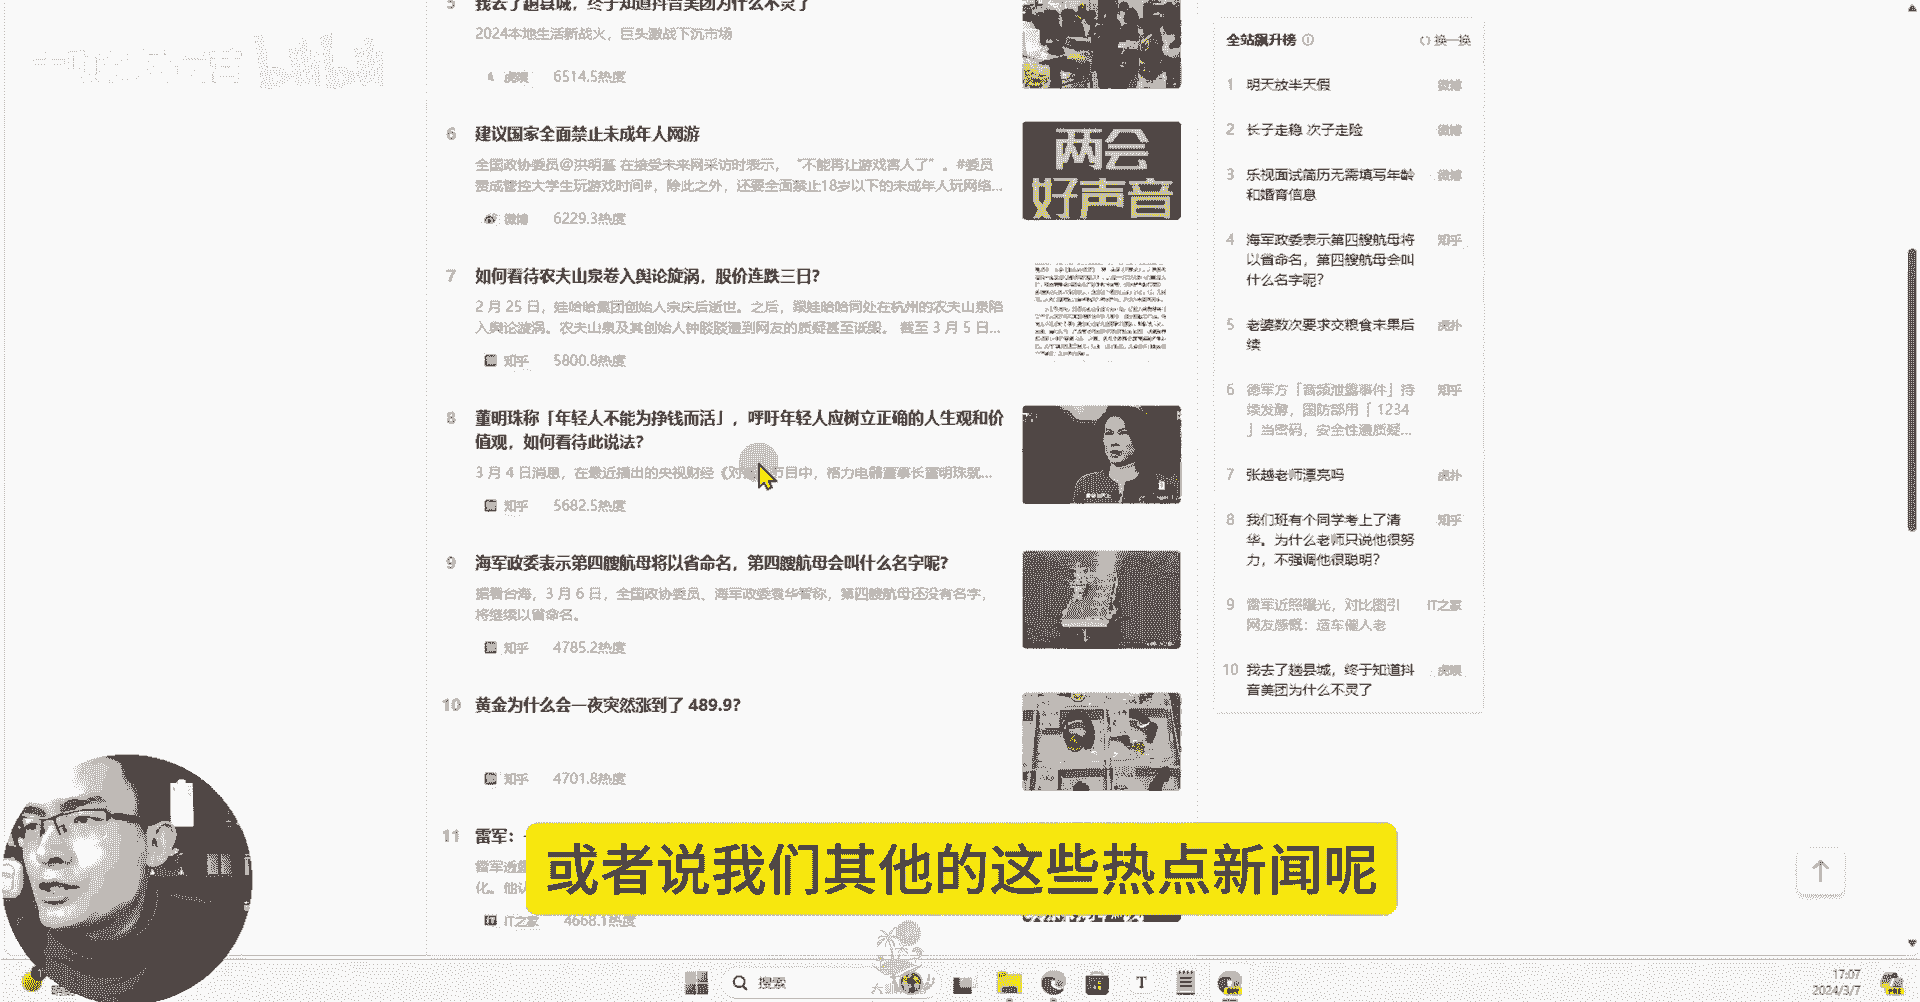 5 我去了趟县城，终于知道抖音美团为什么不灵了
2024本地生活新战火，巨头激战下沉市场
虎嗅 6514.5热度
6 建议国家全面禁止未成年人网游
全国政协委员@洪明基 在接受未来网采访时表示，“不能再让游戏害人了”。#委员
赞成管控大学生玩游戏时间#，除此之外，还要全面禁止18岁以下的未成年人玩网络...
微博 6229.3热度
两会
好声音
7 如何看待农夫山泉卷入舆论旋涡，股价连跌三日？
2 月 25 日，娃哈哈集团创始人宗庆后逝世。之后，跟娃哈哈同处在杭州的农夫山泉陷
入舆论漩涡。农夫山泉及其创始人钟睒睒遭到网友的质疑甚至诋毁。 截至 3 月 5 日...
知乎 5800.8热度
8 董明珠称「年轻人不能为挣钱而活」，呼吁年轻人应树立正确的人生观和价
值观，如何看待此说法？
3 月 4 日消息，在最近播出的央视财经《对 节目中，格力电器董事长董明珠就...
知乎 5682.5热度
9 海军政委表示第四艘航母将以省命名，第四艘航母会叫什么名字呢？
据看台海，3 月 6 日，全国政协委员、海军政委袁华智称，第四艘航母还没有名字，
将继续以省命名。
知乎 4785.2热度
10 黄金为什么会一夜突然涨到了 489.9？
知乎 4701.8热度
11 雷军：
IT之家 4668.1热度
全站飙升榜 换一换
1 明天放半天假 微博
2 长子走稳 次子走险 微博
3 乐视面试简历无需填写年龄 微博
和婚育信息
4 海军政委表示第四艘航母将 知乎
以省命名，第四艘航母会叫
什么名字呢？
5 老婆数次要求交粮食未果后 虎扑
续
6 德军方「音频泄露事件」持 知乎
续发酵，国防部用「 1234
」当密码，安全性遭质疑...
7 张越老师漂亮吗 虎扑
8 我们班有个同学考上了清 知乎
华。为什么老师只说他很努
力，不强调他很聪明？
9 雷军近照曝光，对比图引 IT之家
网友感慨：造车催人老
10 我去了趟县城，终于知道抖 虎嗅
音美团为什么不灵了
或者说我们其他的这些热点新闻呢
搜索
17:07
2024/3/7